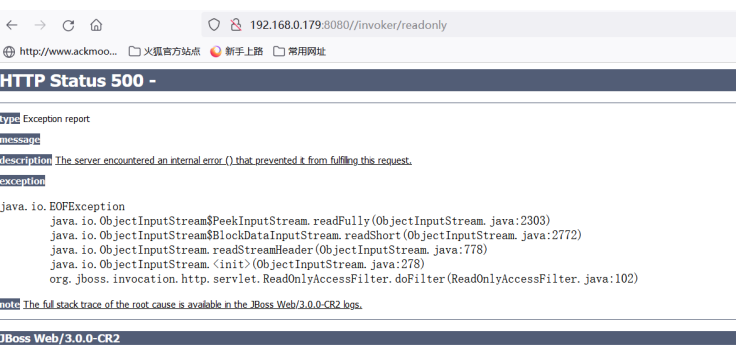 192.168.0.179:8080//invoker/readonly
http://www.ackmoo... 火狐官方站点 新手上路 常用网址
HTTP Status 500 -
type Exception report
message
description The server encountered an internal error () that prevented it from fulfilling this request.
exception
java.io.EOFException
java.io.ObjectInputStream$PeekInputStream.readFully(ObjectInputStream.java:2303)
java.io.ObjectInputStream$BlockDataInputStream.readShort(ObjectInputStream.java:2772)
java.io.ObjectInputStream.readStreamHeader(ObjectInputStream.java:778)
java.io.ObjectInputStream.<init>(ObjectInputStream.java:278)
org.jboss.invocation.http.servlet.ReadOnlyAccessFilter.doFilter(ReadOnlyAccessFilter.java:102)
note The full stack trace of the root cause is available in the JBoss Web/3.0.0-CR2 logs.
JBoss Web/3.0.0-CR2